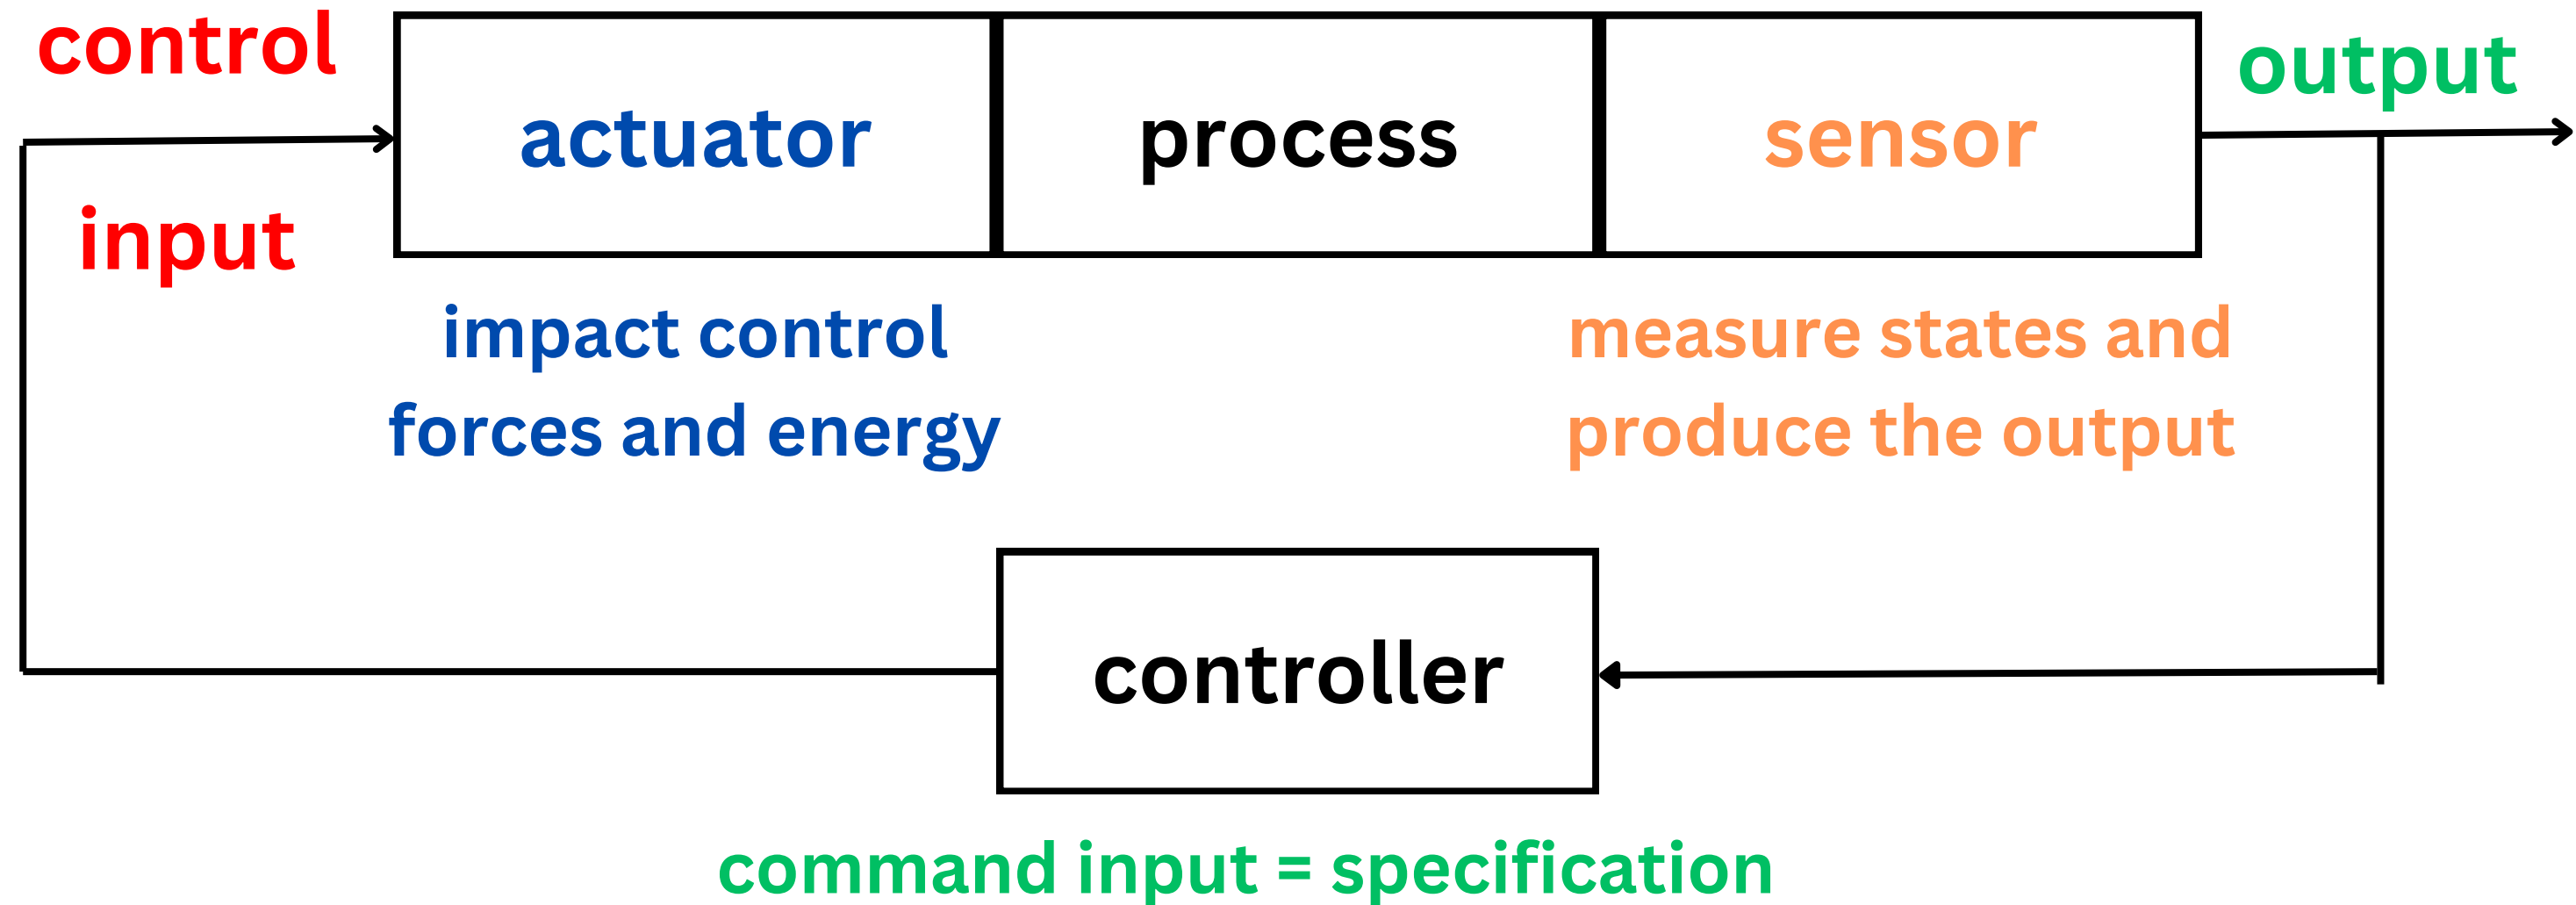 control
input
actuator
process
sensor
output
impact control
forces and energy
measure states and
produce the output
controller
command input = specification